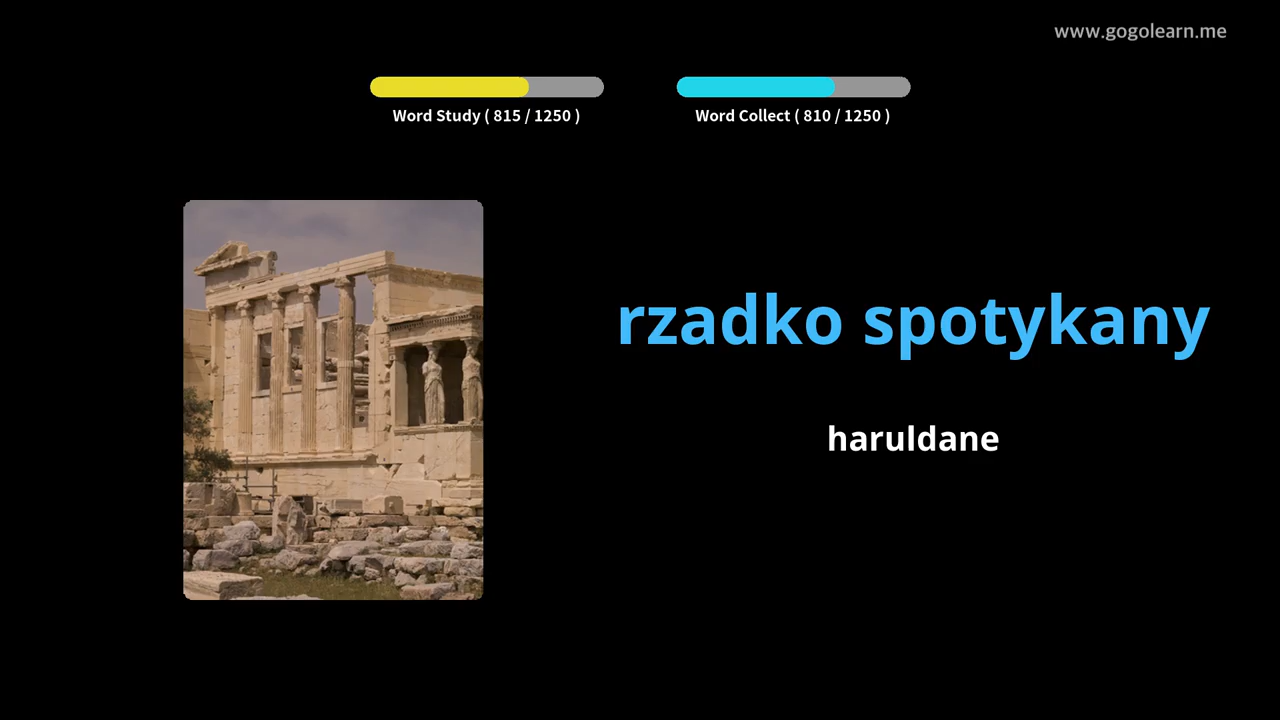 www.gogolearn.me
Word Study ( 815 / 1250 )
Word Collect ( 810 / 1250 )
rzadko spotykany
haruldane